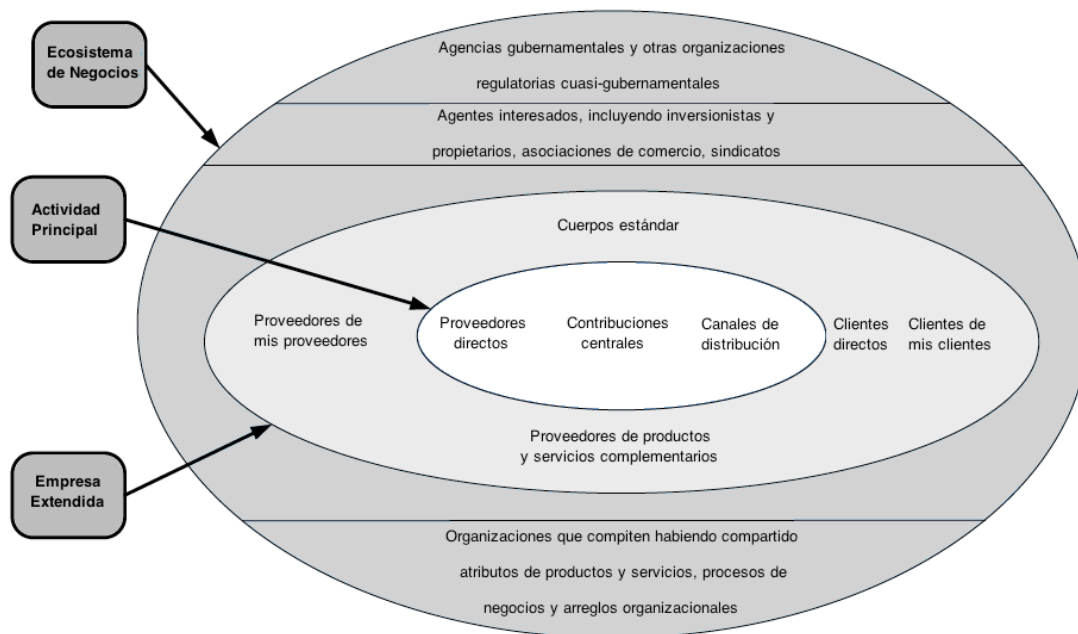 Ecosistema
de Negocios
Agencias gubernamentales y otras organizaciones
regulatorias cuasi-gubernamentales
Agentes interesados, incluyendo inversionistas y
propietarios, asociaciones de comercio, sindicatos
Actividad
Principal
Cuerpos estándar
Proveedores de
mis proveedores
Proveedores
directos
Contribuciones
centrales
Canales de
distribución
Clientes
directos
Clientes de
mis clientes
Proveedores de productos
y servicios complementarios
Empresa
Extendida
Organizaciones que compiten habiendo compartido
atributos de productos y servicios, procesos de
negocios y arreglos organizacionales